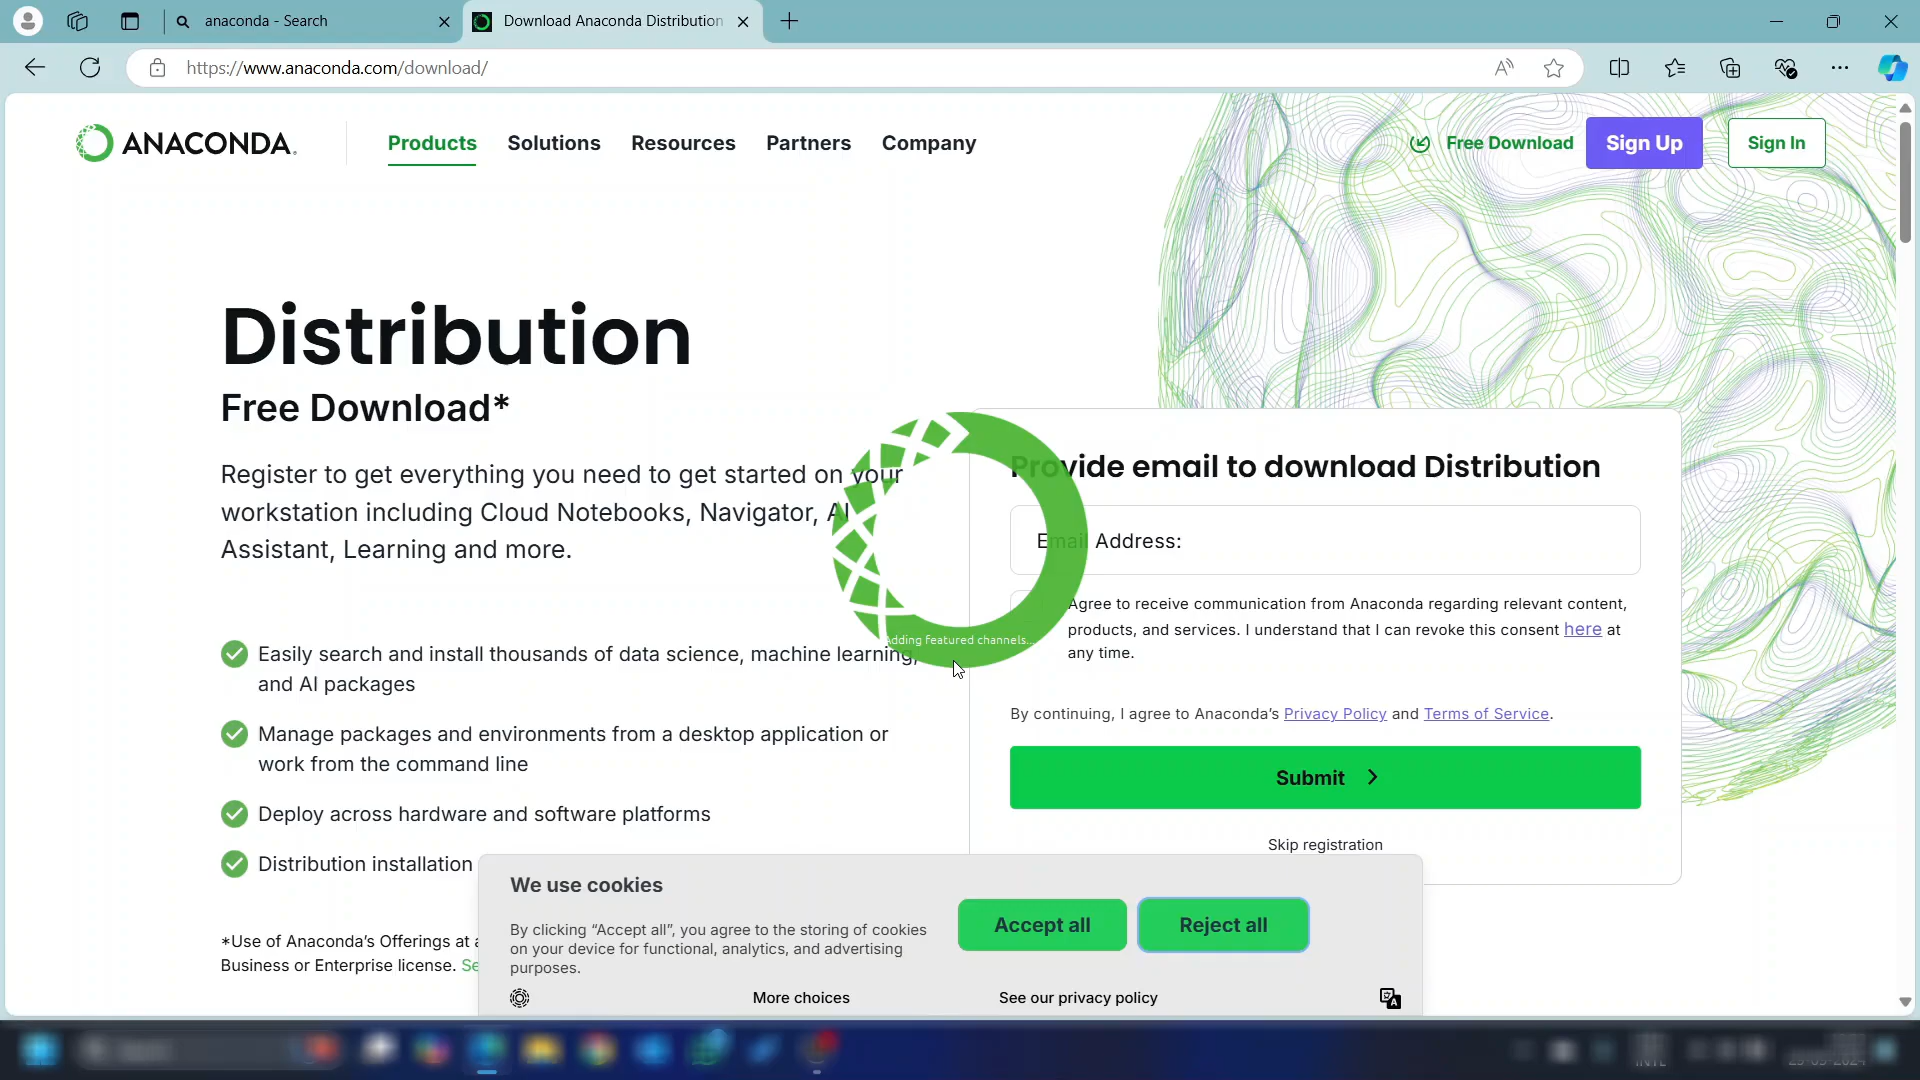 anaconda - Search
Download Anaconda Distribution
https://www.anaconda.com/download/
ANACONDA.
Products
Solutions
Resources
Partners
Company
Free Download
Sign Up
Sign In
Distribution
Free Download*
Register to get everything you need to get started on your
workstation including Cloud Notebooks, Navigator, AI
Assistant, Learning and more.
Easily search and install thousands of data science, machine learning,
and AI packages
Manage packages and environments from a desktop application or
work from the command line
Deploy across hardware and software platforms
Distribution installation
*Use of Anaconda’s Offerings at a
Business or Enterprise license. Se
Adding featured channels...
Provide email to download Distribution
Email Address:
Agree to receive communication from Anaconda regarding relevant content,
products, and services. I understand that I can revoke this consent here at
any time.
By continuing, I agree to Anaconda’s Privacy Policy and Terms of Service.
Submit
Skip registration
We use cookies
By clicking “Accept all”, you agree to the storing of cookies
on your device for functional, analytics, and advertising
purposes.
Accept all
Reject all
More choices
See our privacy policy